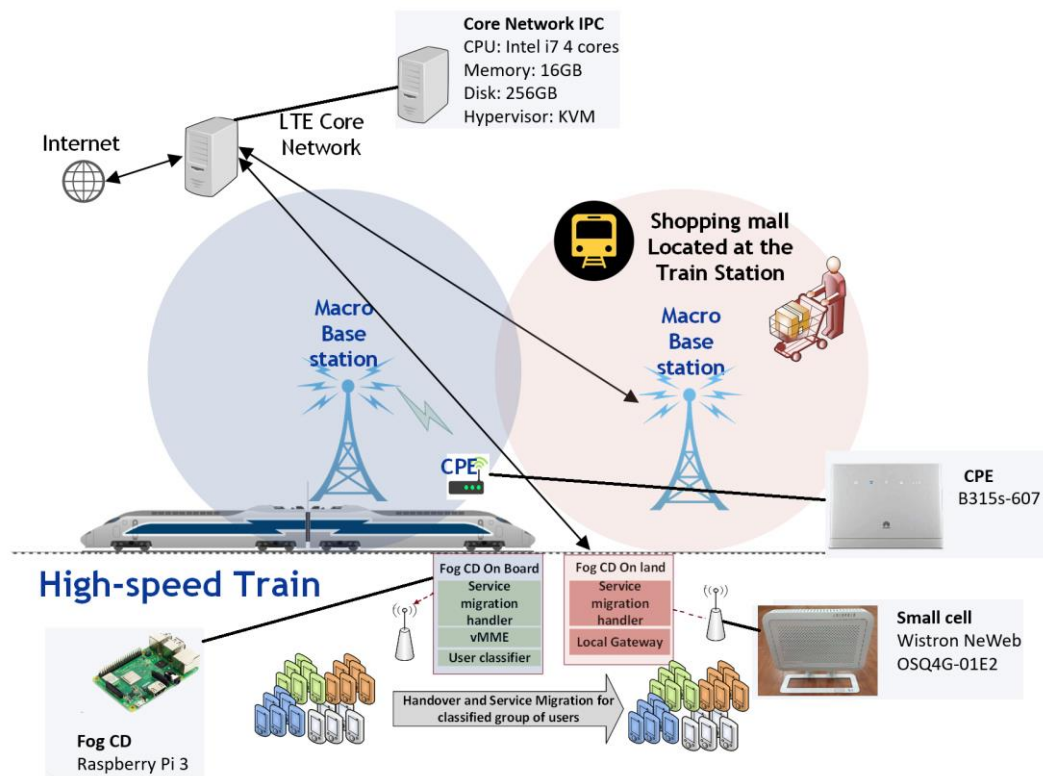 Core Network IPC
CPU: Intel i7 4 cores
Memory: 16GB
Disk: 256GB
Hypervisor: KVM
LTE Core
Network
Internet
Shopping mall
Located at the
Train Station
Macro
Base
station
Macro
Base
station
CPE
CPE
B315s-607
High-speed Train
Fog CD On Board
Service
migration
handler
vMME
User classifier
Fog CD On land
Service
migration
handler
Local Gateway
Small cell
Wistron NeWeb
OSQ4G-01E2
Handover and Service Migration for
classified group of users
Fog CD
Raspberry Pi 3